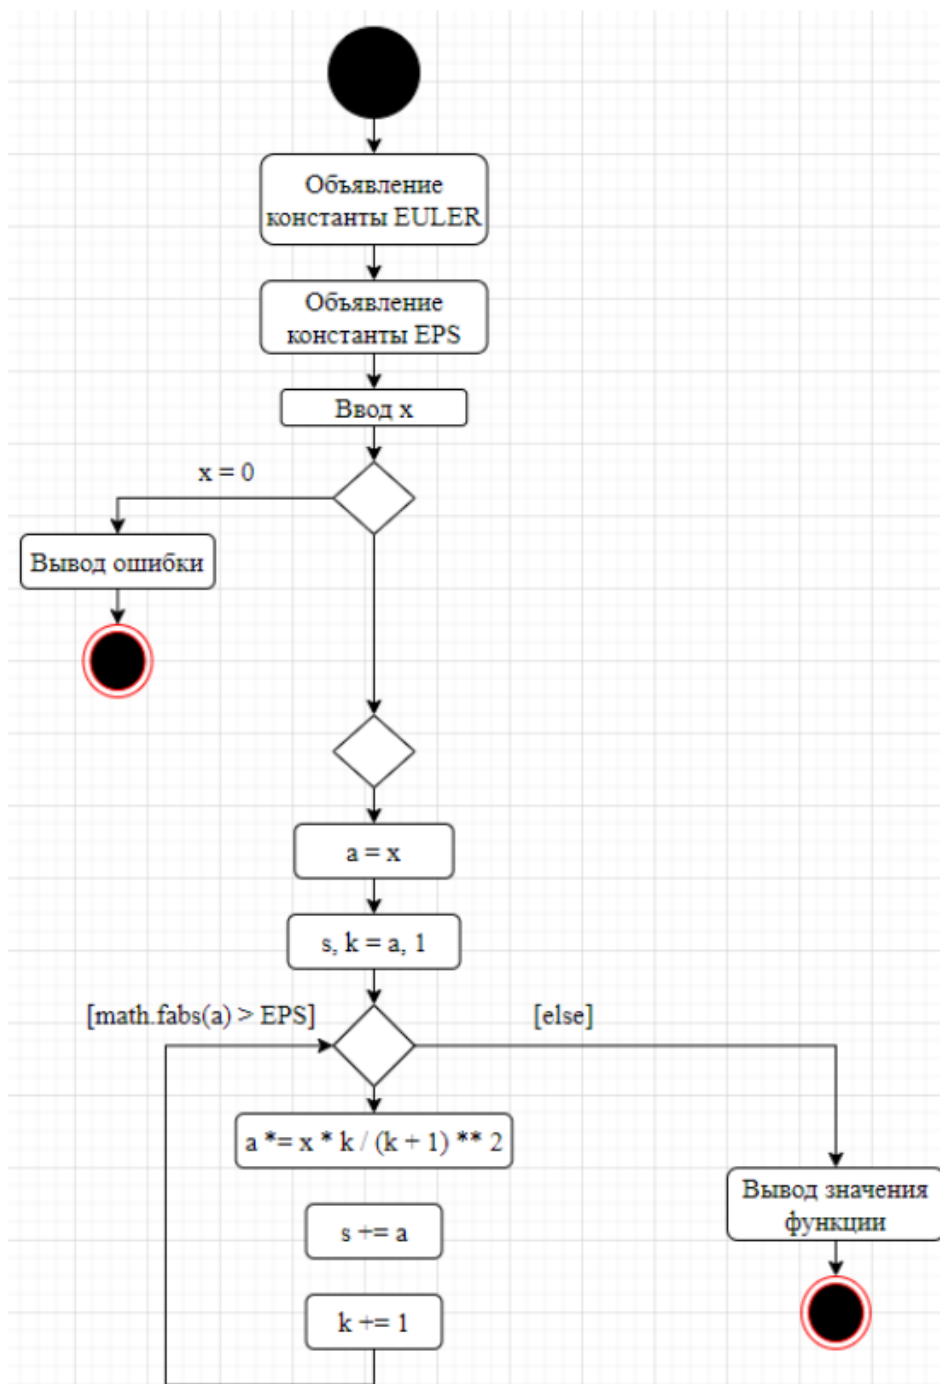 Объявление
константы EULER
Объявление
константы EPS
Ввод x
x = 0
Вывод ошибки
a = x
s, k = a, 1
[math.fabs(a) > EPS]
[else]
a *= x * k / (k + 1) ** 2
Вывод значения
функции
s += a
k += 1